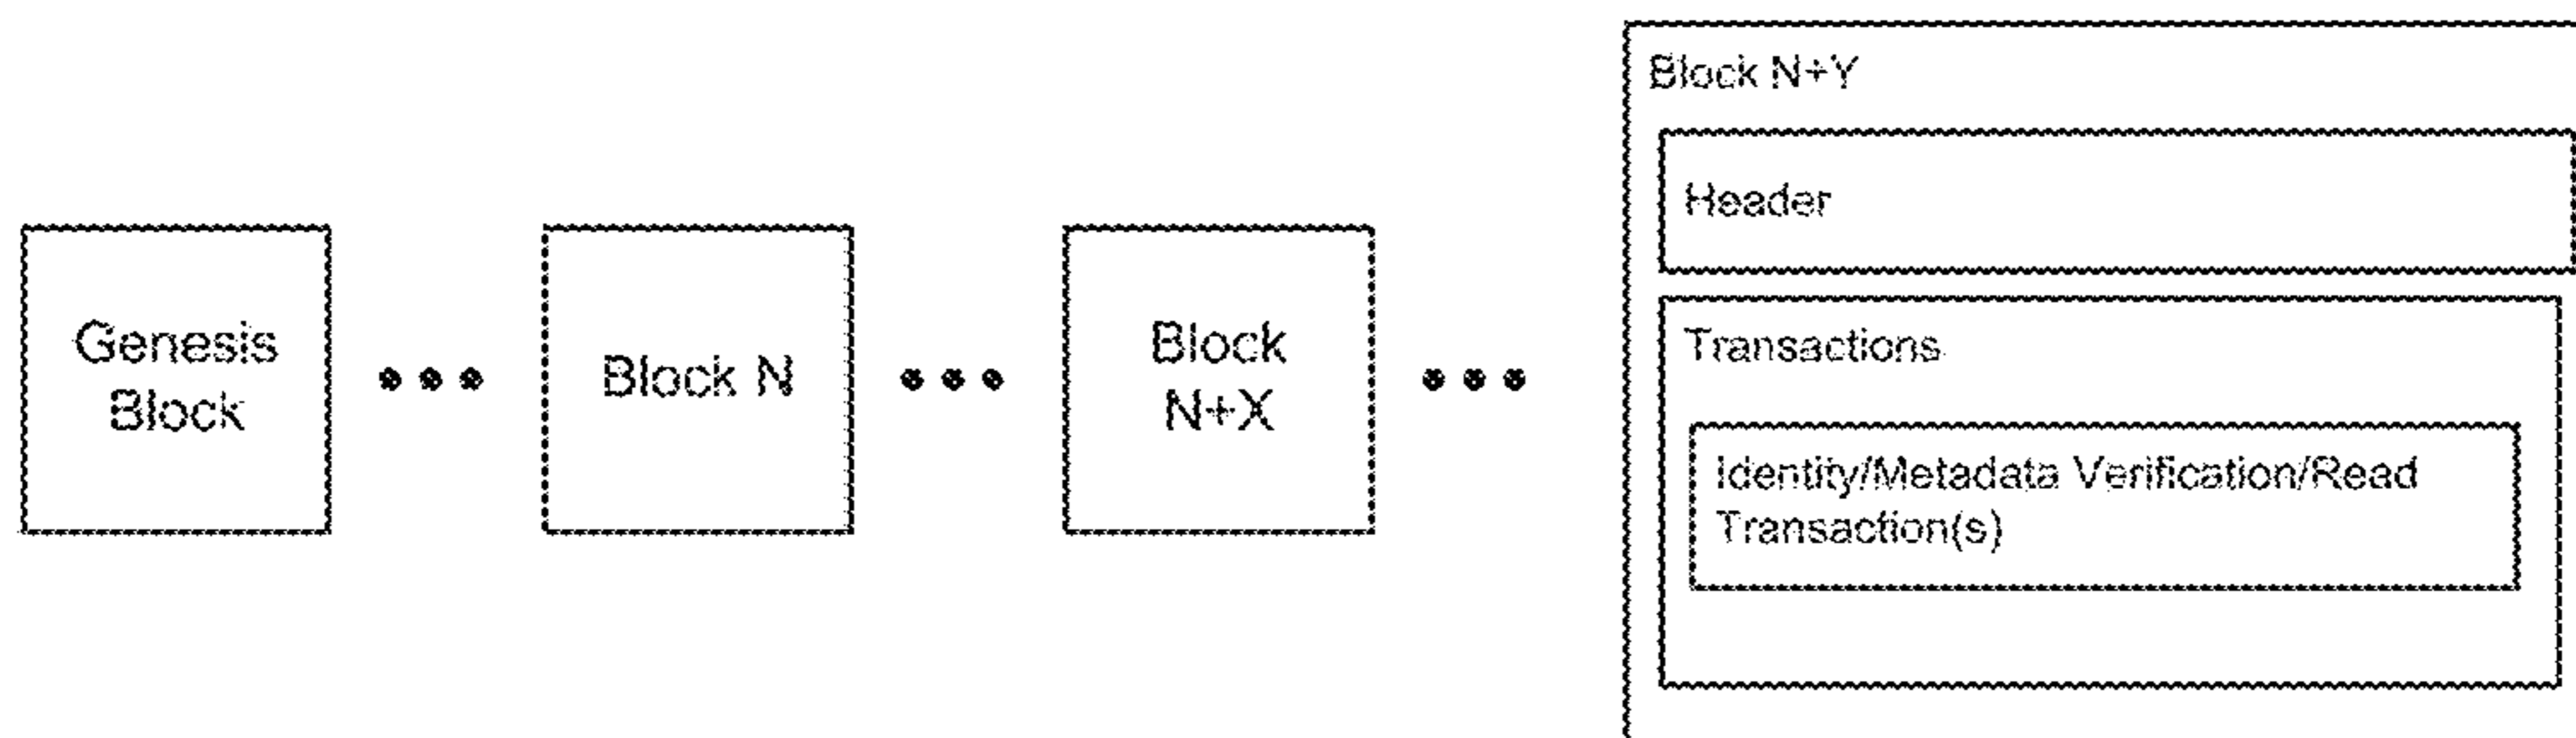 Block N+Y
Header
Genesis
Block
Block N
Block
N+X
Transactions
Identity/Metadata Verification/Read
Transaction(s)